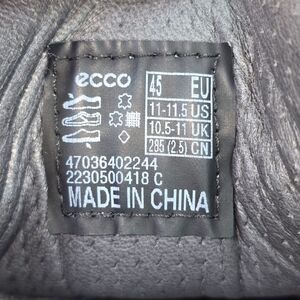 ecco
45 EU
11-11.5 US
10.5-11 UK
285 (2.5) CN
47036402244
2230500418 C
MADE IN CHINA